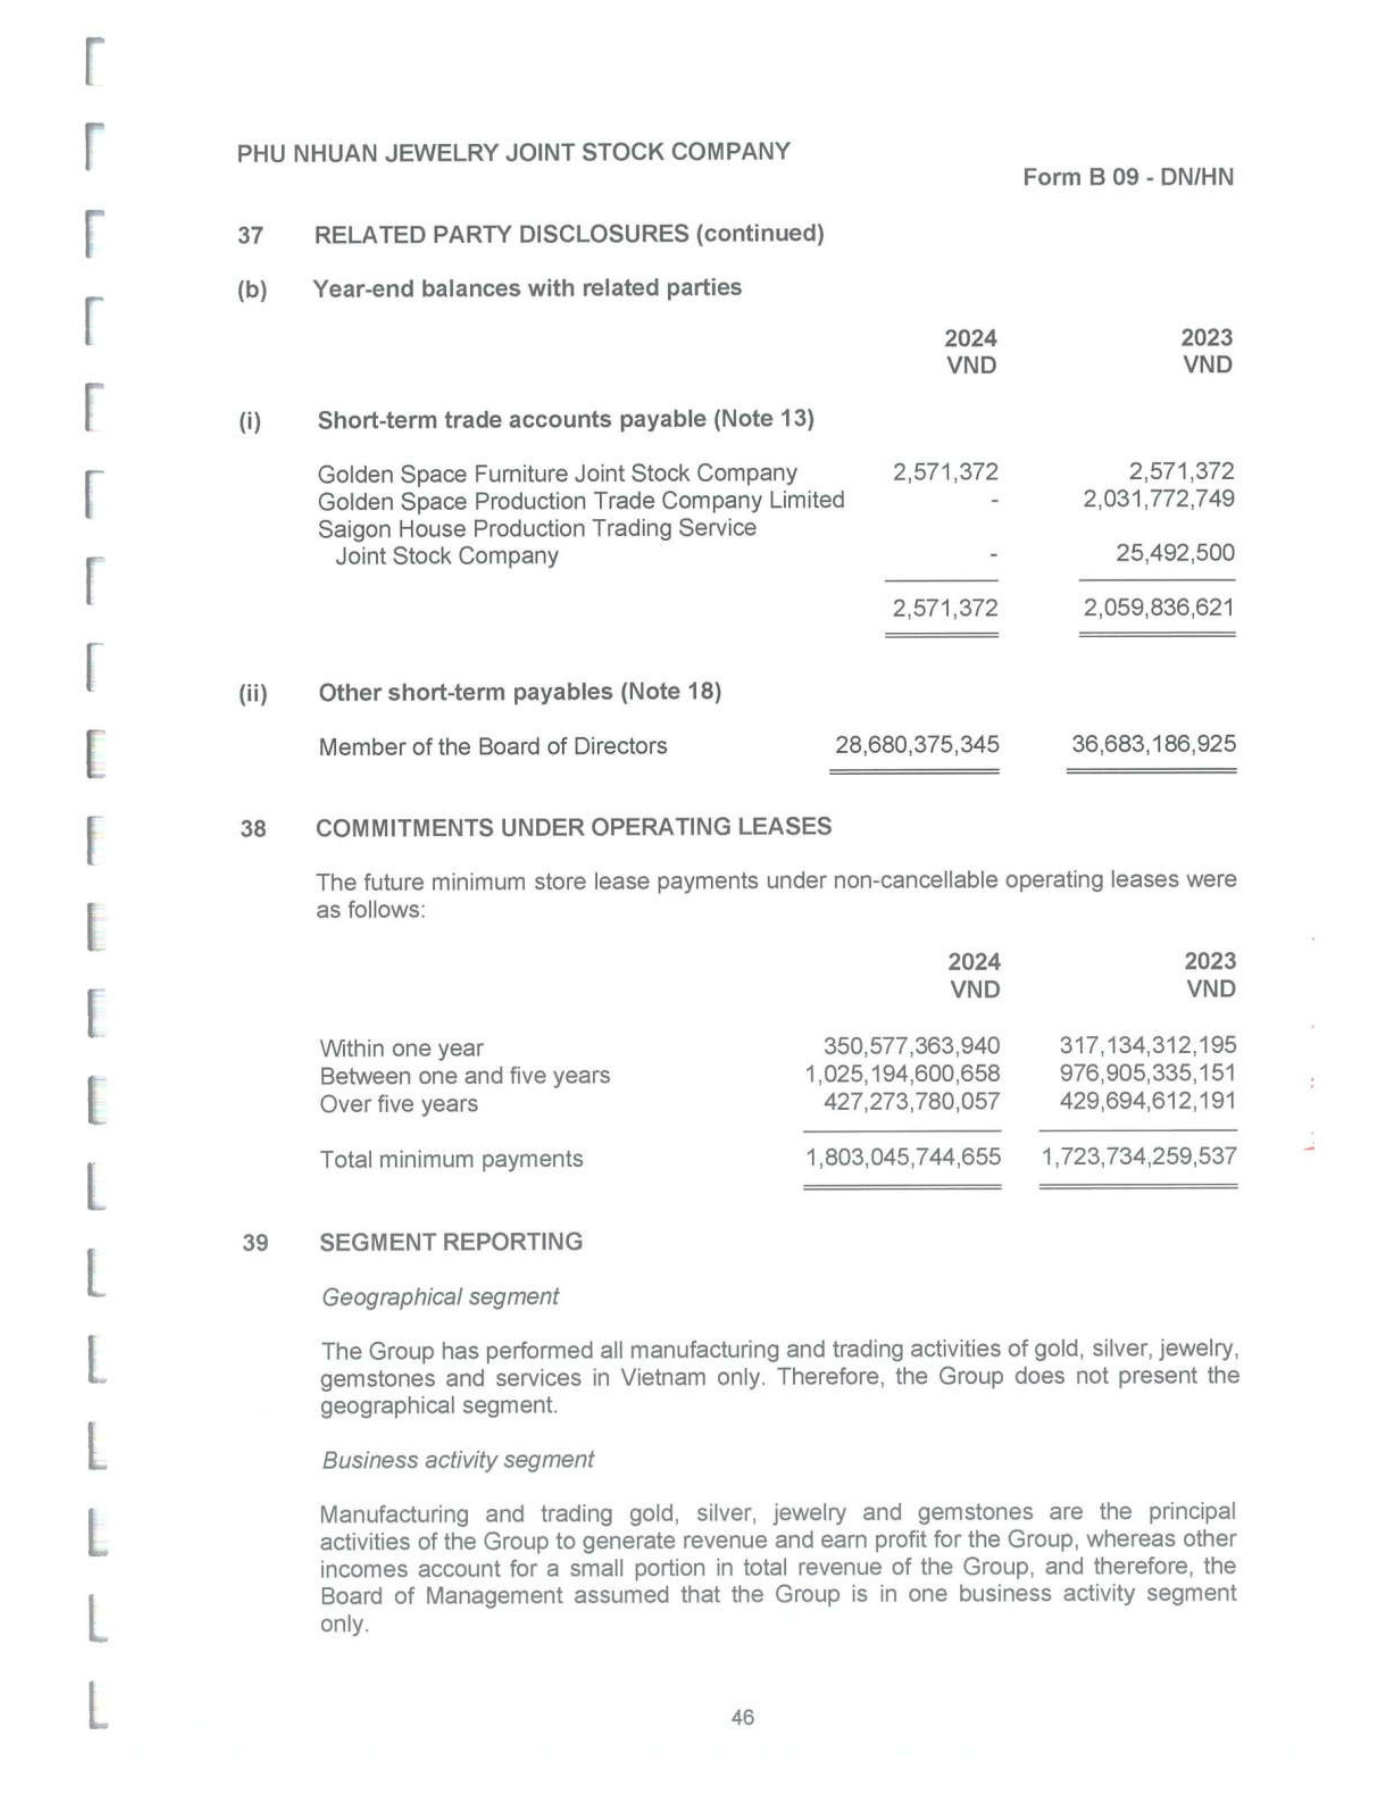 PHU NHUAN JEWELRY JOINT STOCK COMPANY
Form B 09 - DN/HN
37 RELATED PARTY DISCLOSURES (continued)
(b) Year-end balances with related parties
2024 2023
VND VND
(i) Short-term trade accounts payable (Note 13)
Golden Space Furniture Joint Stock Company 2,571,372 2,571,372
Golden Space Production Trade Company Limited - 2,031,772,749
Saigon House Production Trading Service
Joint Stock Company - 25,492,500
2,571,372 2,059,836,621
(ii) Other short-term payables (Note 18)
Member of the Board of Directors 28,680,375,345 36,683,186,925
38 COMMITMENTS UNDER OPERATING LEASES
The future minimum store lease payments under non-cancellable operating leases were
as follows:
2024 2023
VND VND
Within one year 350,577,363,940 317,134,312,195
Between one and five years 1,025,194,600,658 976,905,335,151
Over five years 427,273,780,057 429,694,612,191
Total minimum payments 1,803,045,744,655 1,723,734,259,537
39 SEGMENT REPORTING
Geographical segment
The Group has performed all manufacturing and trading activities of gold, silver, jewelry,
gemstones and services in Vietnam only. Therefore, the Group does not present the
geographical segment.
Business activity segment
Manufacturing and trading gold, silver, jewelry and gemstones are the principal
activities of the Group to generate revenue and earn profit for the Group, whereas other
incomes account for a small portion in total revenue of the Group, and therefore, the
Board of Management assumed that the Group is in one business activity segment
only.
46